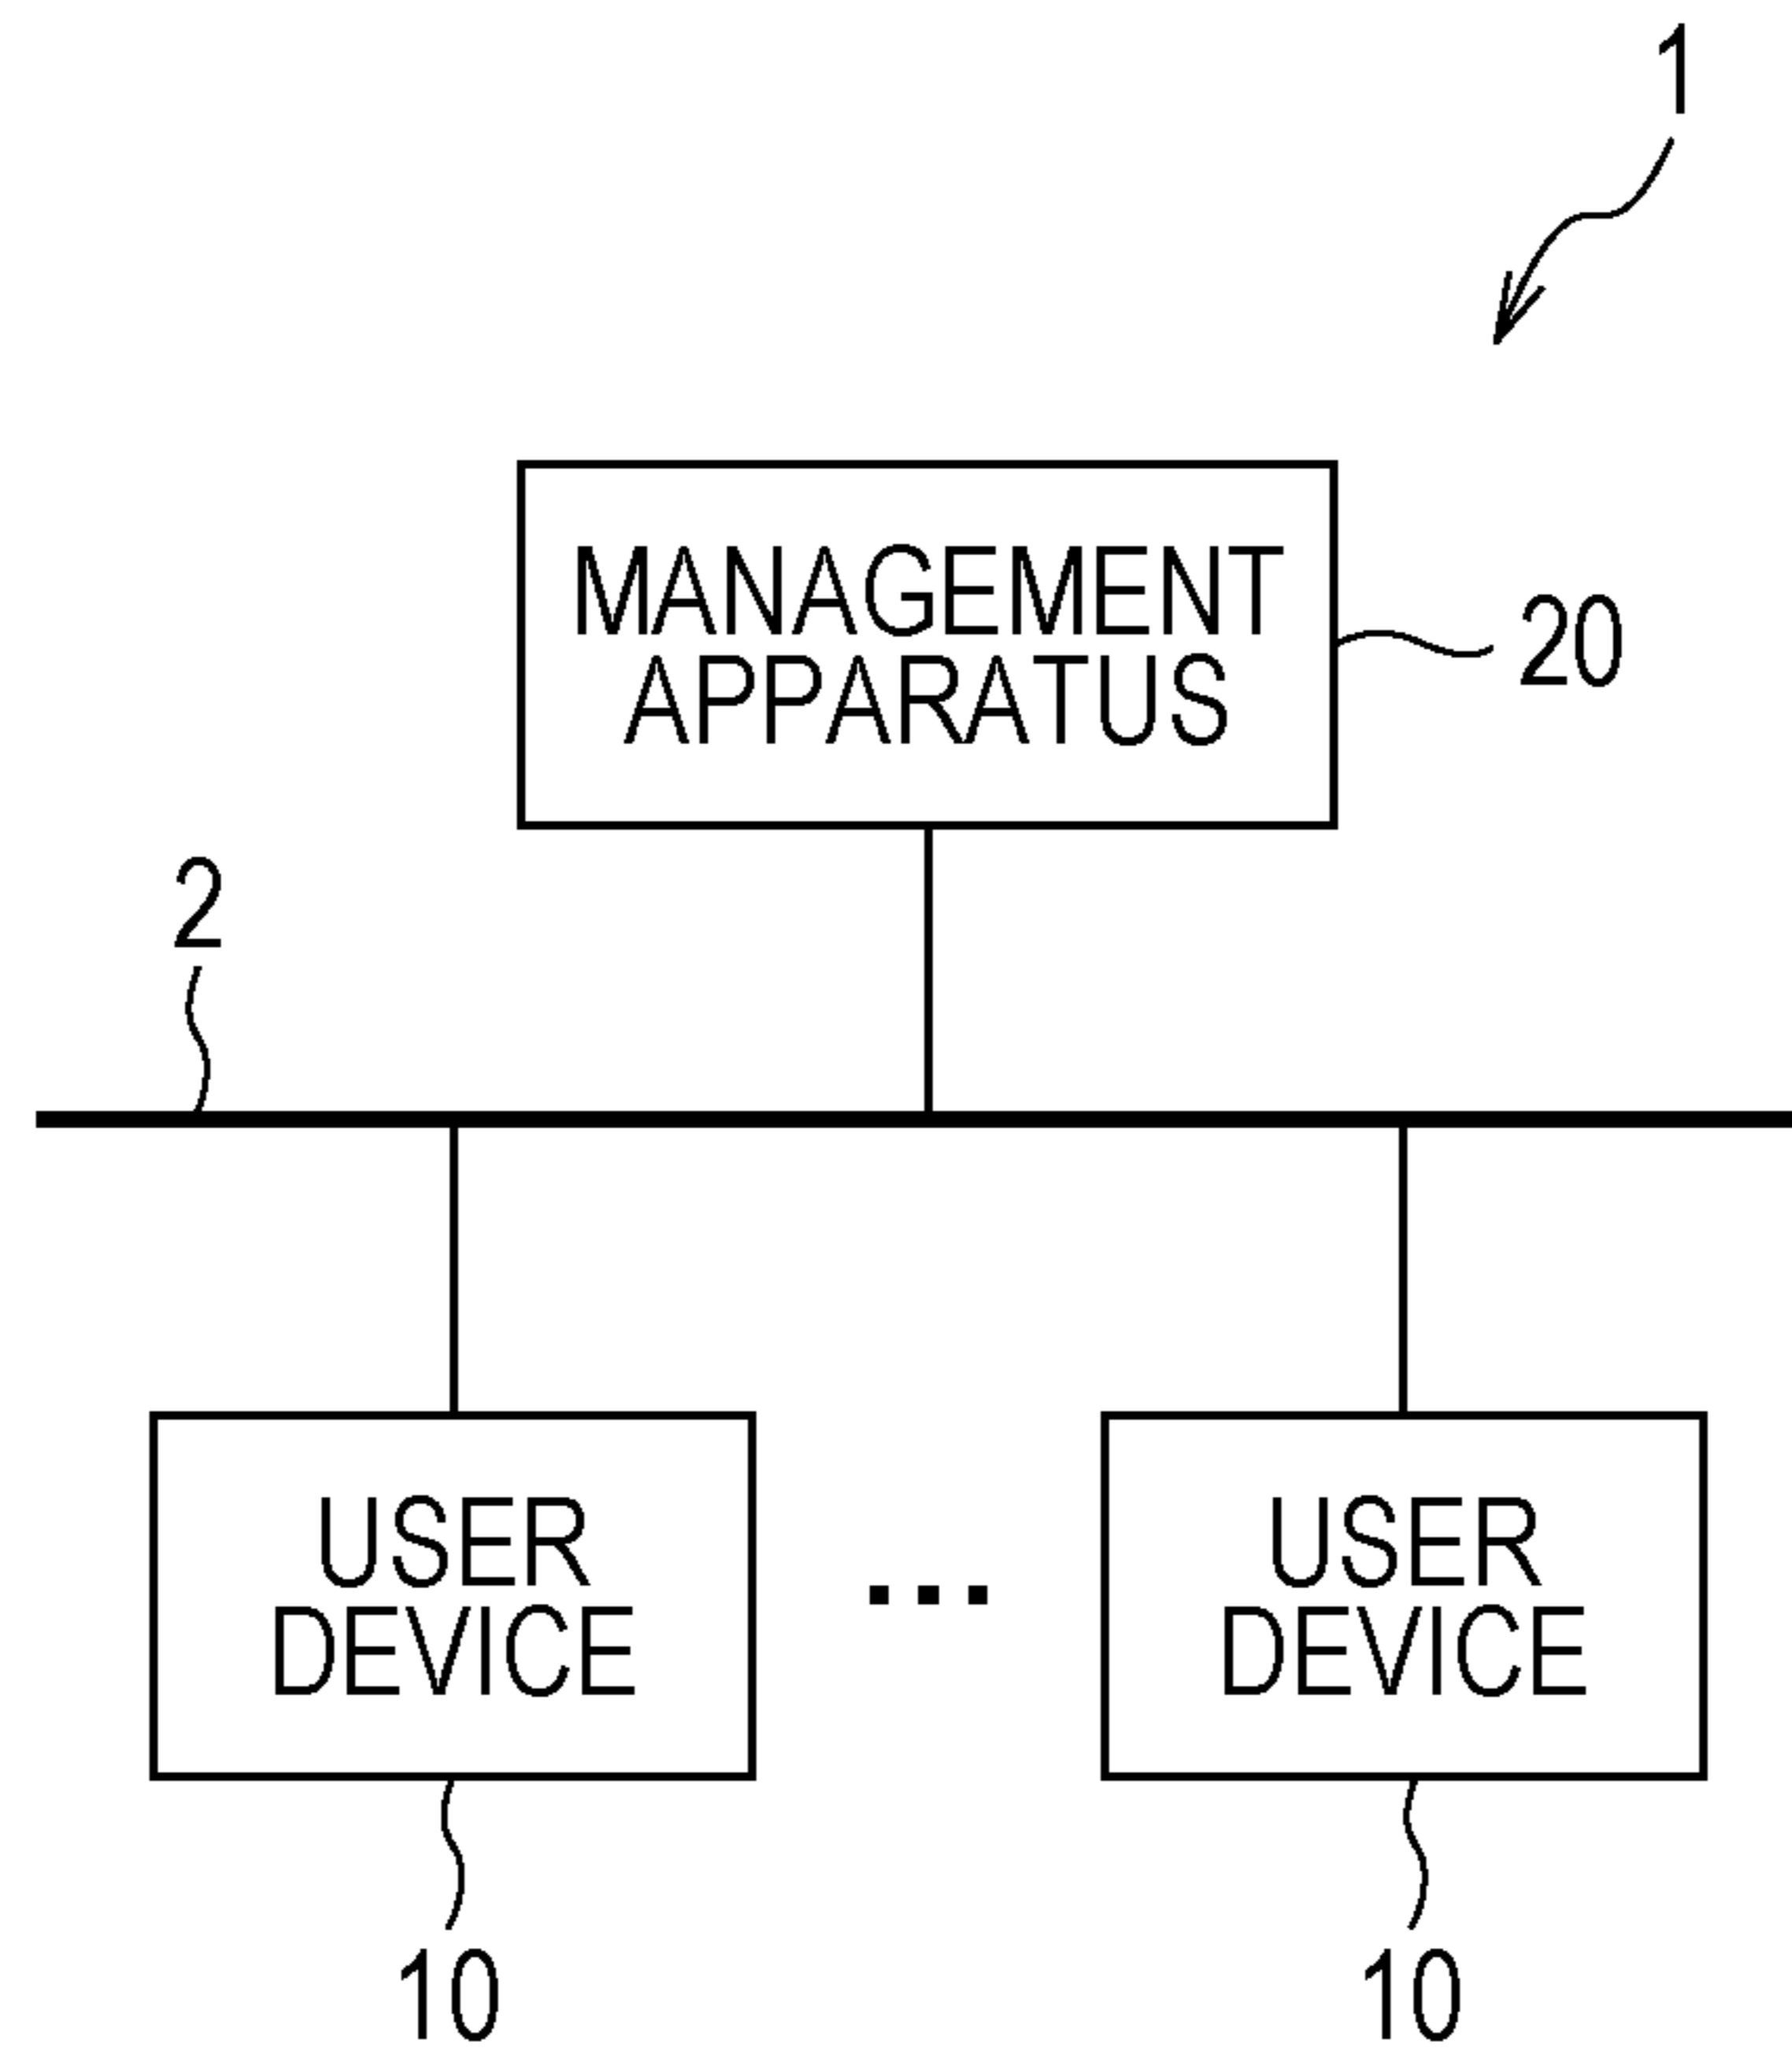 1
MANAGEMENT
APPARATUS
20
2
USER
DEVICE
...
USER
DEVICE
10
10